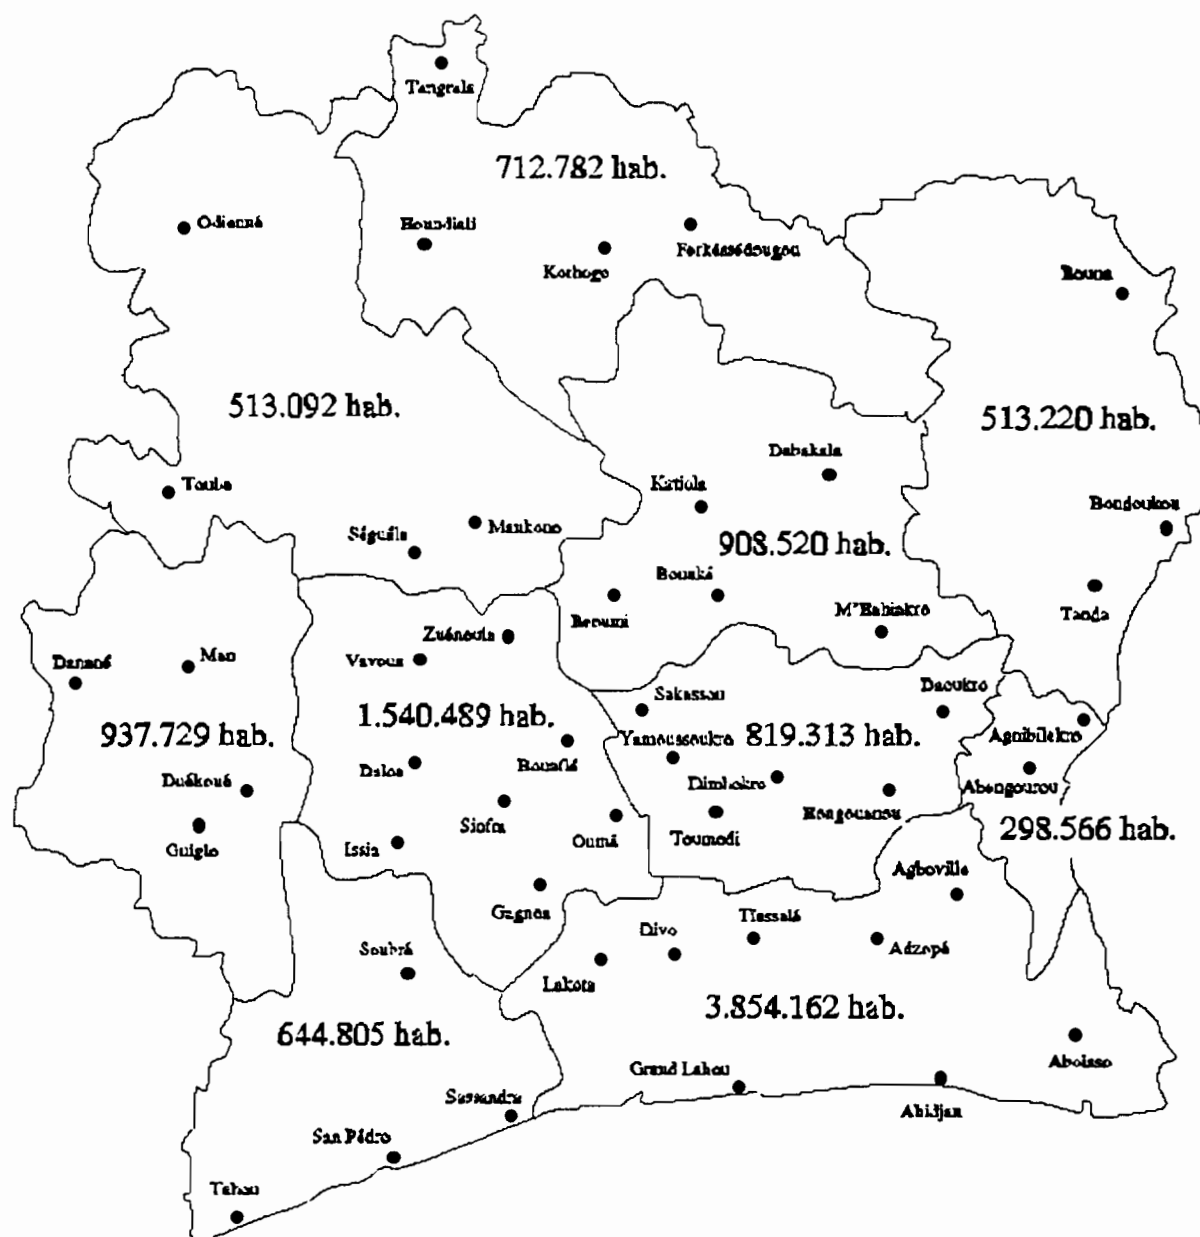 Tangrela
712.782 hab.
Odienné
Boundiali
Korhogo
Ferkéssédougou
Bouna
513.092 hab.
513.220 hab.
Dabakala
Katiola
Touba
Bondoukou
Séguéla
Mankono
908.520 hab.
Bouaké
Beoumi
M'Bahiakro
Tanda
Zuénoula
Vavoua
Man
Danané
Sakassou
Daoukro
1.540.489 hab.
937.729 hab.
Yamoussoukro
819.313 hab.
Agnibilekro
Daloa
Bouaflé
Duékoué
Dimbokro
Abengourou
Bongouanou
Sinfra
Oumé
Toumodi
298.566 hab.
Guiglo
Issia
Agboville
Gagnoa
Tiassalé
Divo
Soubré
Adzopé
Lakota
3.854.162 hab.
644.805 hab.
Aboisso
Grand Lahou
Sassandra
Abidjan
San Pédro
Tabou